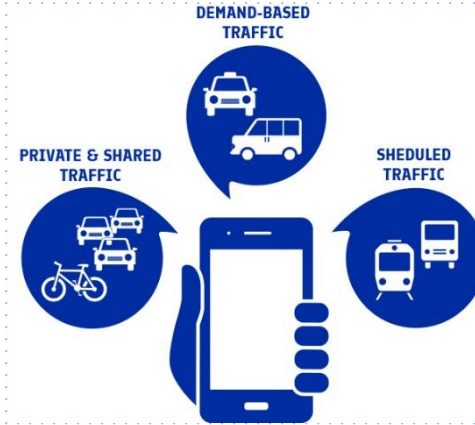 DEMAND-BASED
TRAFFIC
PRIVATE & SHARED
TRAFFIC
SHEDULED
TRAFFIC